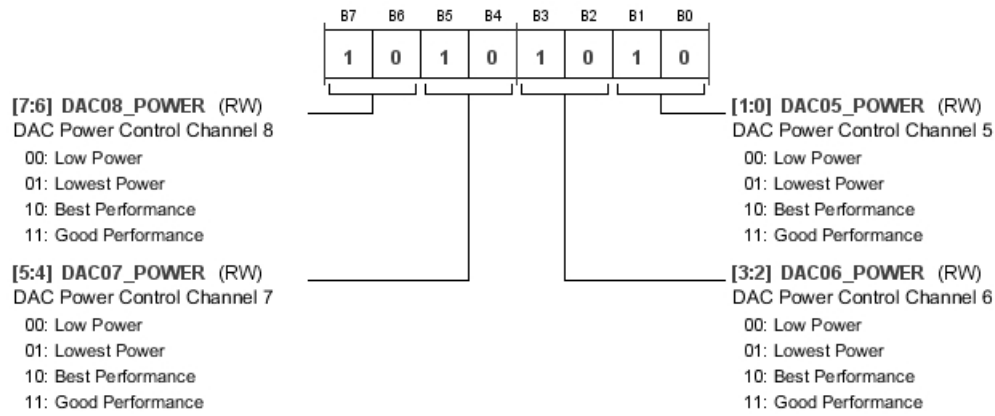 B7 B6 B5 B4 B3 B2 B1 B0
1 0 1 0 1 0 1 0
[7:6] DAC08_POWER (RW)
DAC Power Control Channel 8
00: Low Power
01: Lowest Power
10: Best Performance
11: Good Performance
[5:4] DAC07_POWER (RW)
DAC Power Control Channel 7
00: Low Power
01: Lowest Power
10: Best Performance
11: Good Performance
[1:0] DAC05_POWER (RW)
DAC Power Control Channel 5
00: Low Power
01: Lowest Power
10: Best Performance
11: Good Performance
[3:2] DAC06_POWER (RW)
DAC Power Control Channel 6
00: Low Power
01: Lowest Power
10: Best Performance
11: Good Performance